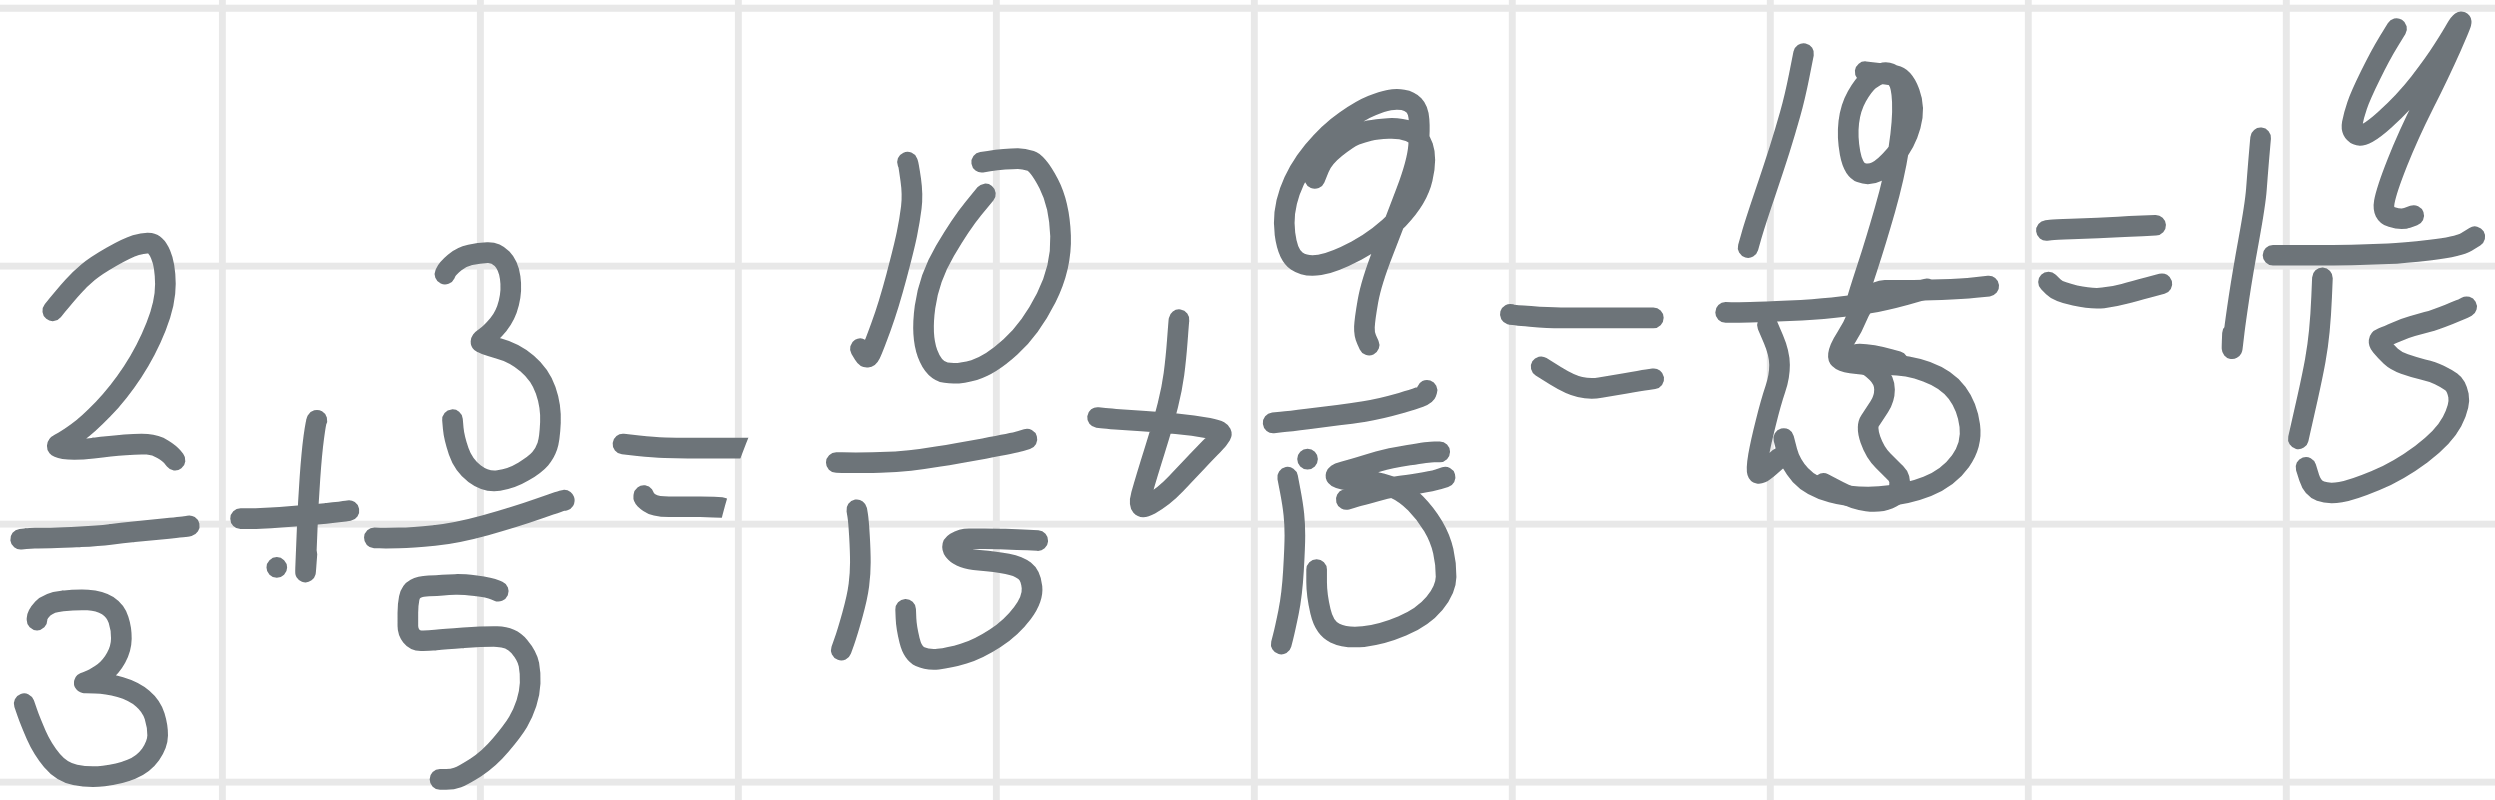 2/3 + 3/5 = 10/15 + 9/15 = 19/15 = 1 4/15